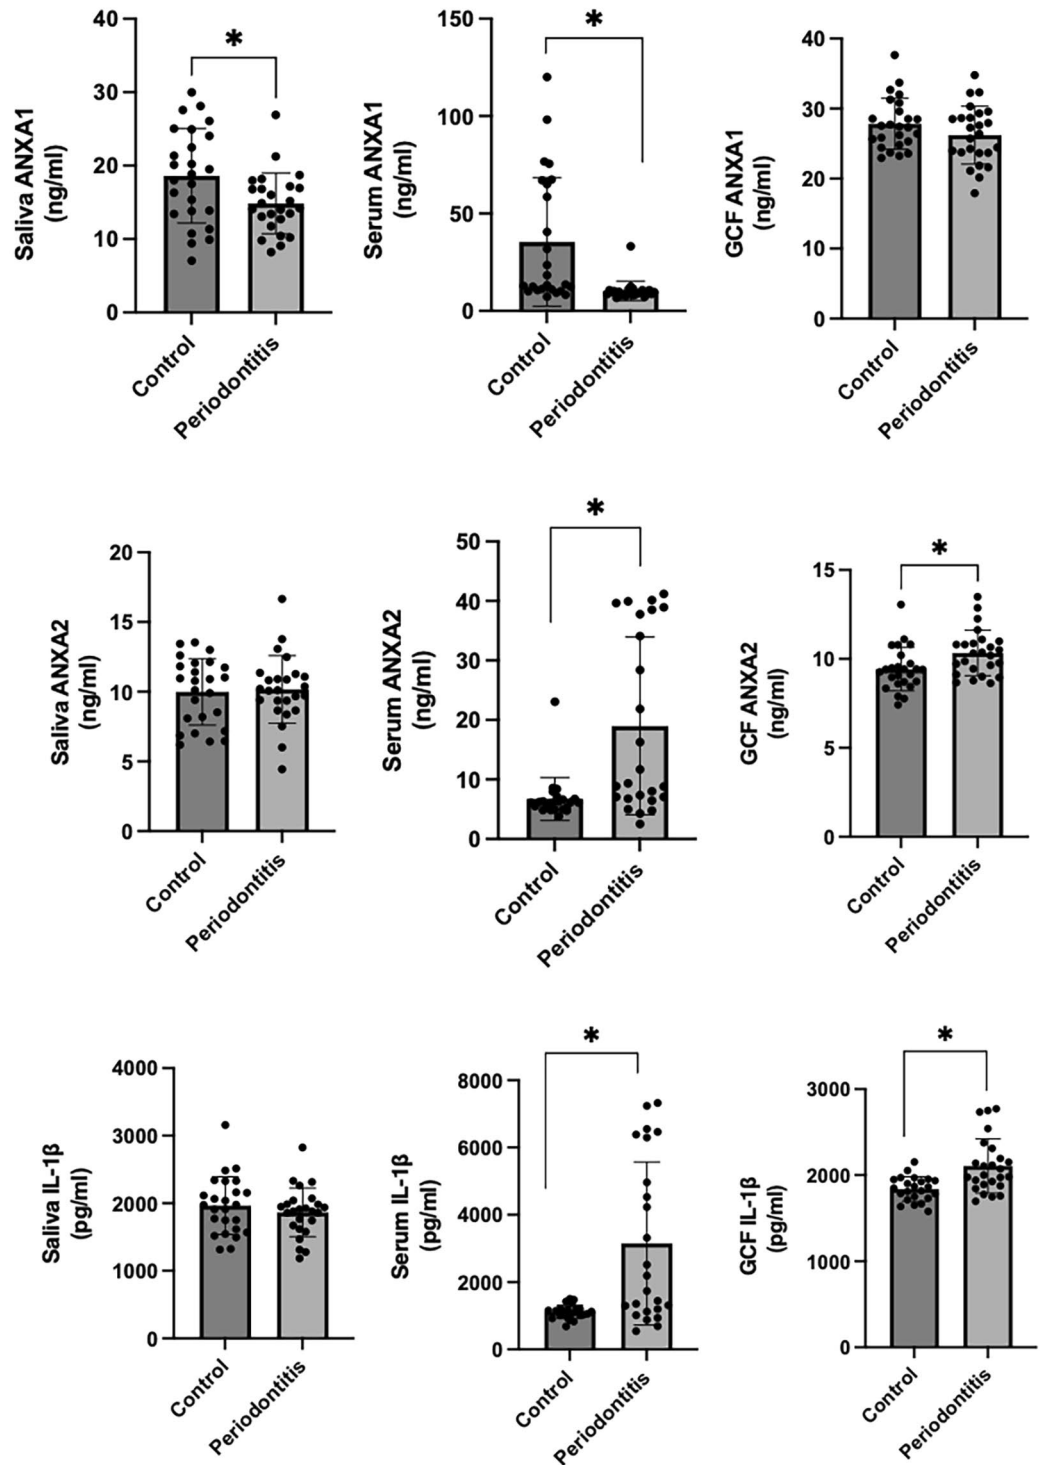 *
Saliva ANXA1
(ng/ml)
40
30
20
10
0
Control
Periodontitis
*
Serum ANXA1
(ng/ml)
150
100
50
0
Control
Periodontitis
GCF ANXA1
(ng/ml)
40
30
20
10
0
Control
Periodontitis
Saliva ANXA2
(ng/ml)
20
15
10
5
0
Control
Periodontitis
*
Serum ANXA2
(ng/ml)
50
40
30
20
10
0
Control
Periodontitis
*
GCF ANXA2
(ng/ml)
15
10
5
0
Control
Periodontitis
Saliva IL-1β
(pg/ml)
4000
3000
2000
1000
0
Control
Periodontitis
*
Serum IL-1β
(pg/ml)
8000
6000
4000
2000
0
Control
Periodontitis
*
GCF IL-1β
(pg/ml)
3000
2000
1000
0
Control
Periodontitis